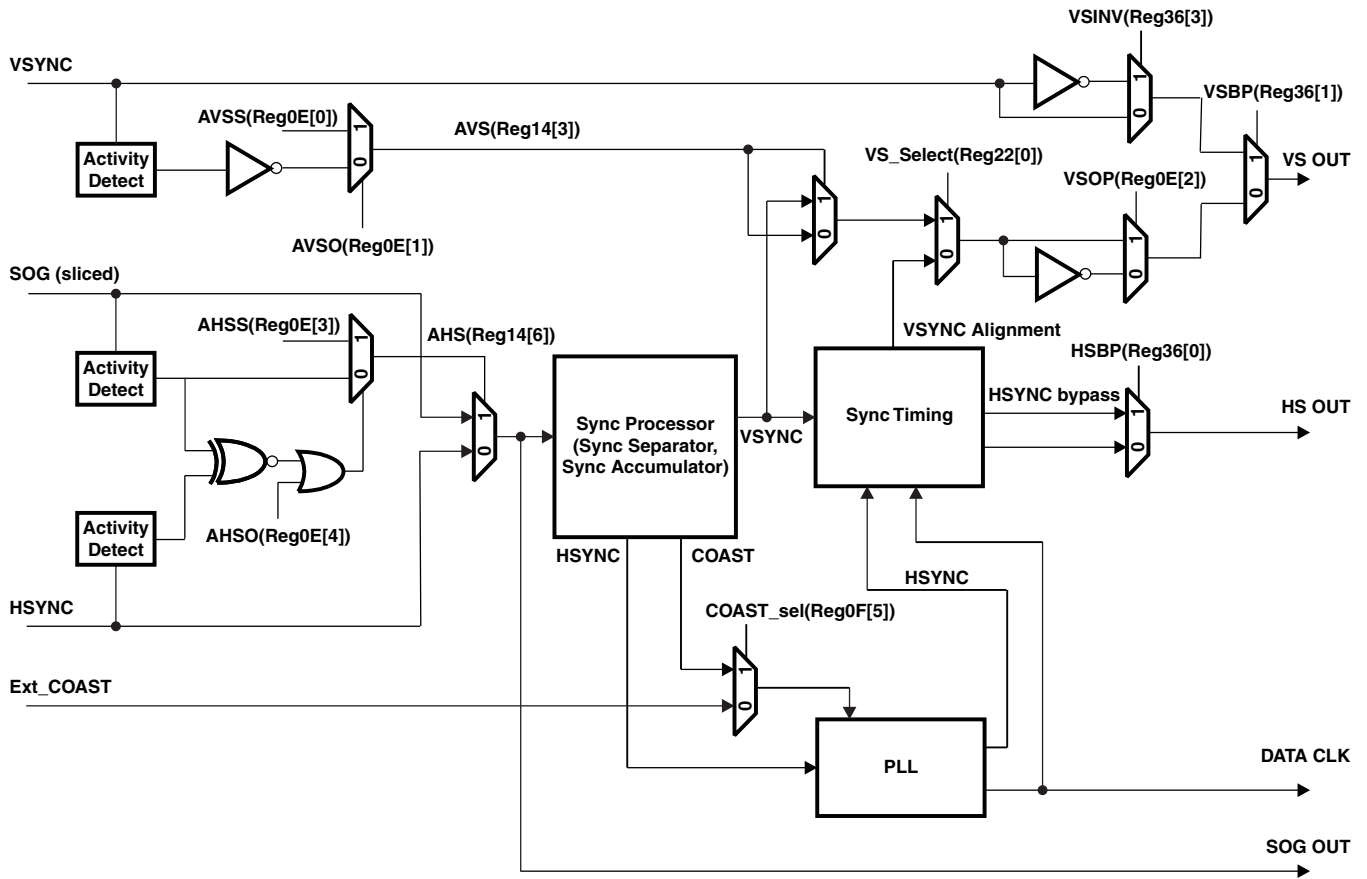 VSINV(Reg36[3])
VSYNC
1
0
VSBP(Reg36[1])
AVSS(Reg0E[0])
1
0
AVS(Reg14[3])
Activity
Detect
VS_Select(Reg22[0])
1
0
VS OUT
VSOP(Reg0E[2])
1
0
1
0
1
0
AVSO(Reg0E[1])
SOG (sliced)
VSYNC Alignment
AHSS(Reg0E[3])
1
0
AHS(Reg14[6])
HSBP(Reg36[0])
Activity
Detect
1
0
Sync Processor
(Sync Separator,
Sync Accumulator)
VSYNC
Sync Timing
HSYNC bypass
1
0
HS OUT
Activity
Detect
AHSO(Reg0E[4])
HSYNC
COAST
HSYNC
HSYNC
COAST_sel(Reg0F[5])
1
0
Ext_COAST
PLL
DATA CLK
SOG OUT